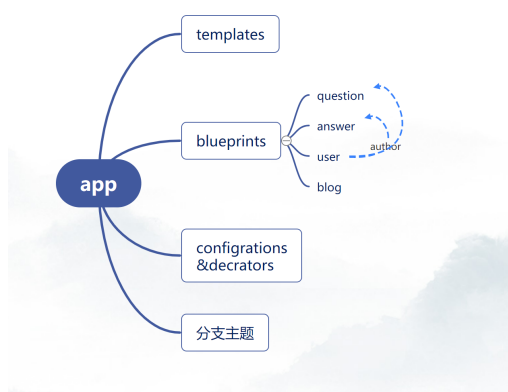 templates
question
answer
author
blueprints
user
blog
app
configrations
&decrators
分支主题